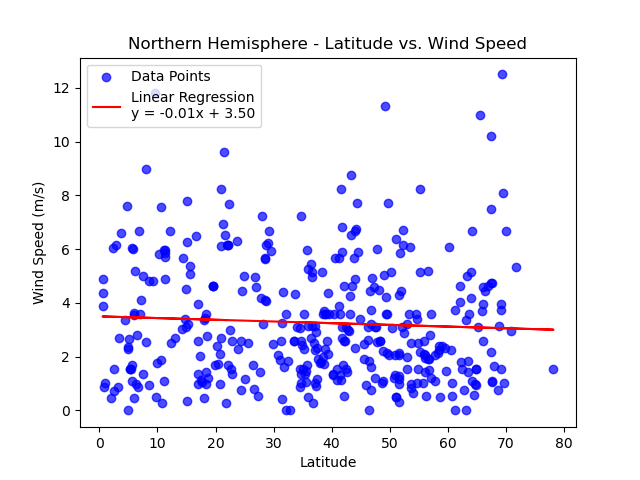 Northern Hemisphere - Latitude vs. Wind Speed
Data Points
Linear Regression
y = -0.01x + 3.50
Wind Speed (m/s)
12
10
8
6
4
2
0
0 10 20 30 40 50 60 70 80
Latitude